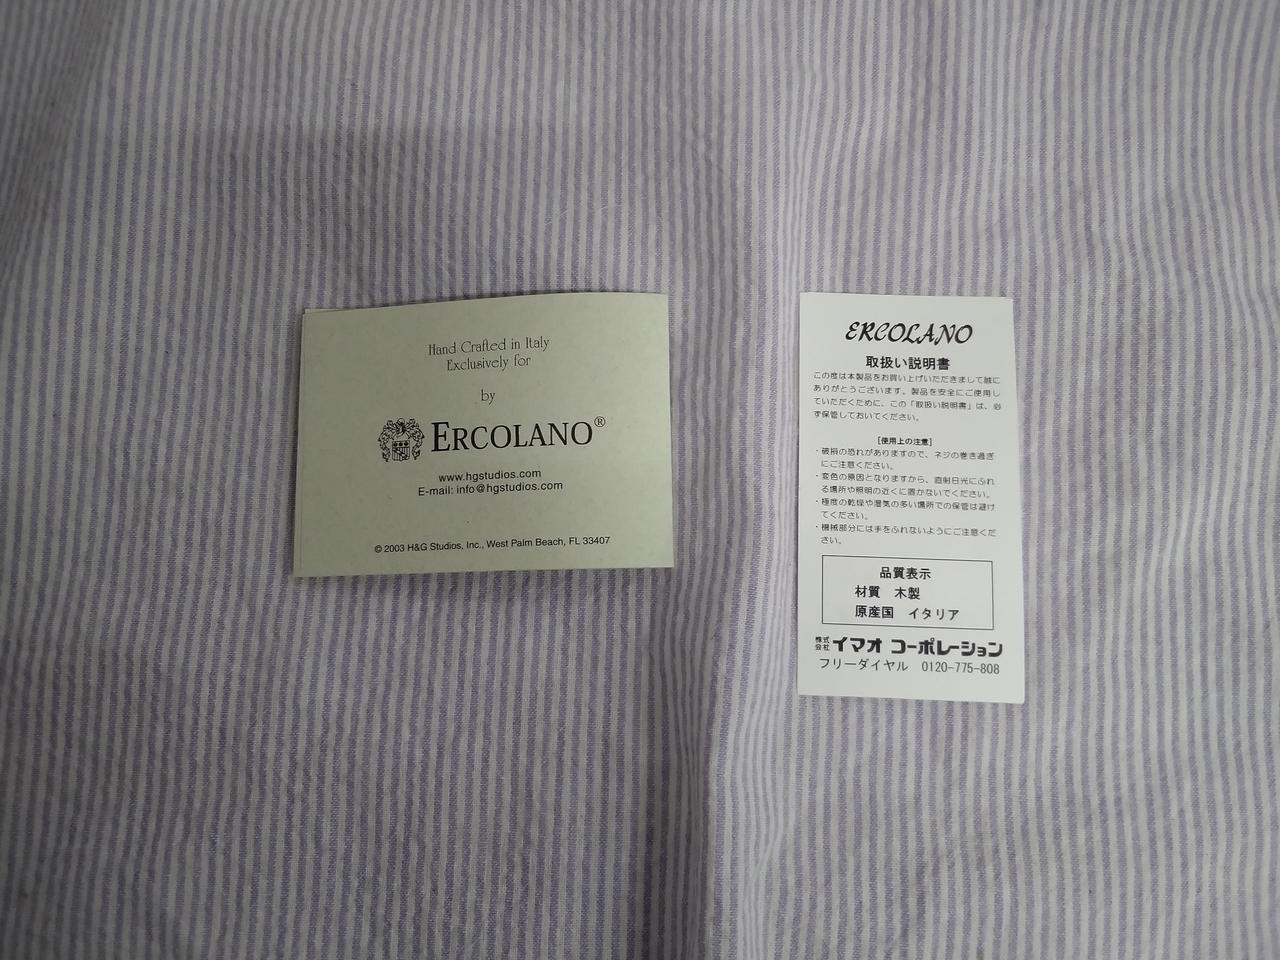 Hand Crafted in Italy
Exclusively for
by
ERCOLANO®
www.hgstudios.com
E-mail: info@hgstudios.com
© 2003 H&G Studios, Inc., West Palm Beach, FL 33407
ERCOLANO
取扱い説明書
この度は本製品をお買い上げいただきまして誠に
ありがとうございます。製品を安全にご使用し
ていただくために、この「取扱い説明書」は、必
ず保管しておいてください。
[使用上の注意]
・破損の恐れがありますので、ネジの巻き過ぎ
にご注意ください。
・変色の原因となりますから、直射日光にふれ
る場所や照明の近くに置かないでください。
・極度の乾燥や湿気の多い場所での保管は避け
てください。
・機械部分には手をふれないようにご注意くだ
さい。
品質表示
材質 木製
原産国 イタリア
株式会社 イマオ コーポレーション
フリーダイヤル 0120-775-808